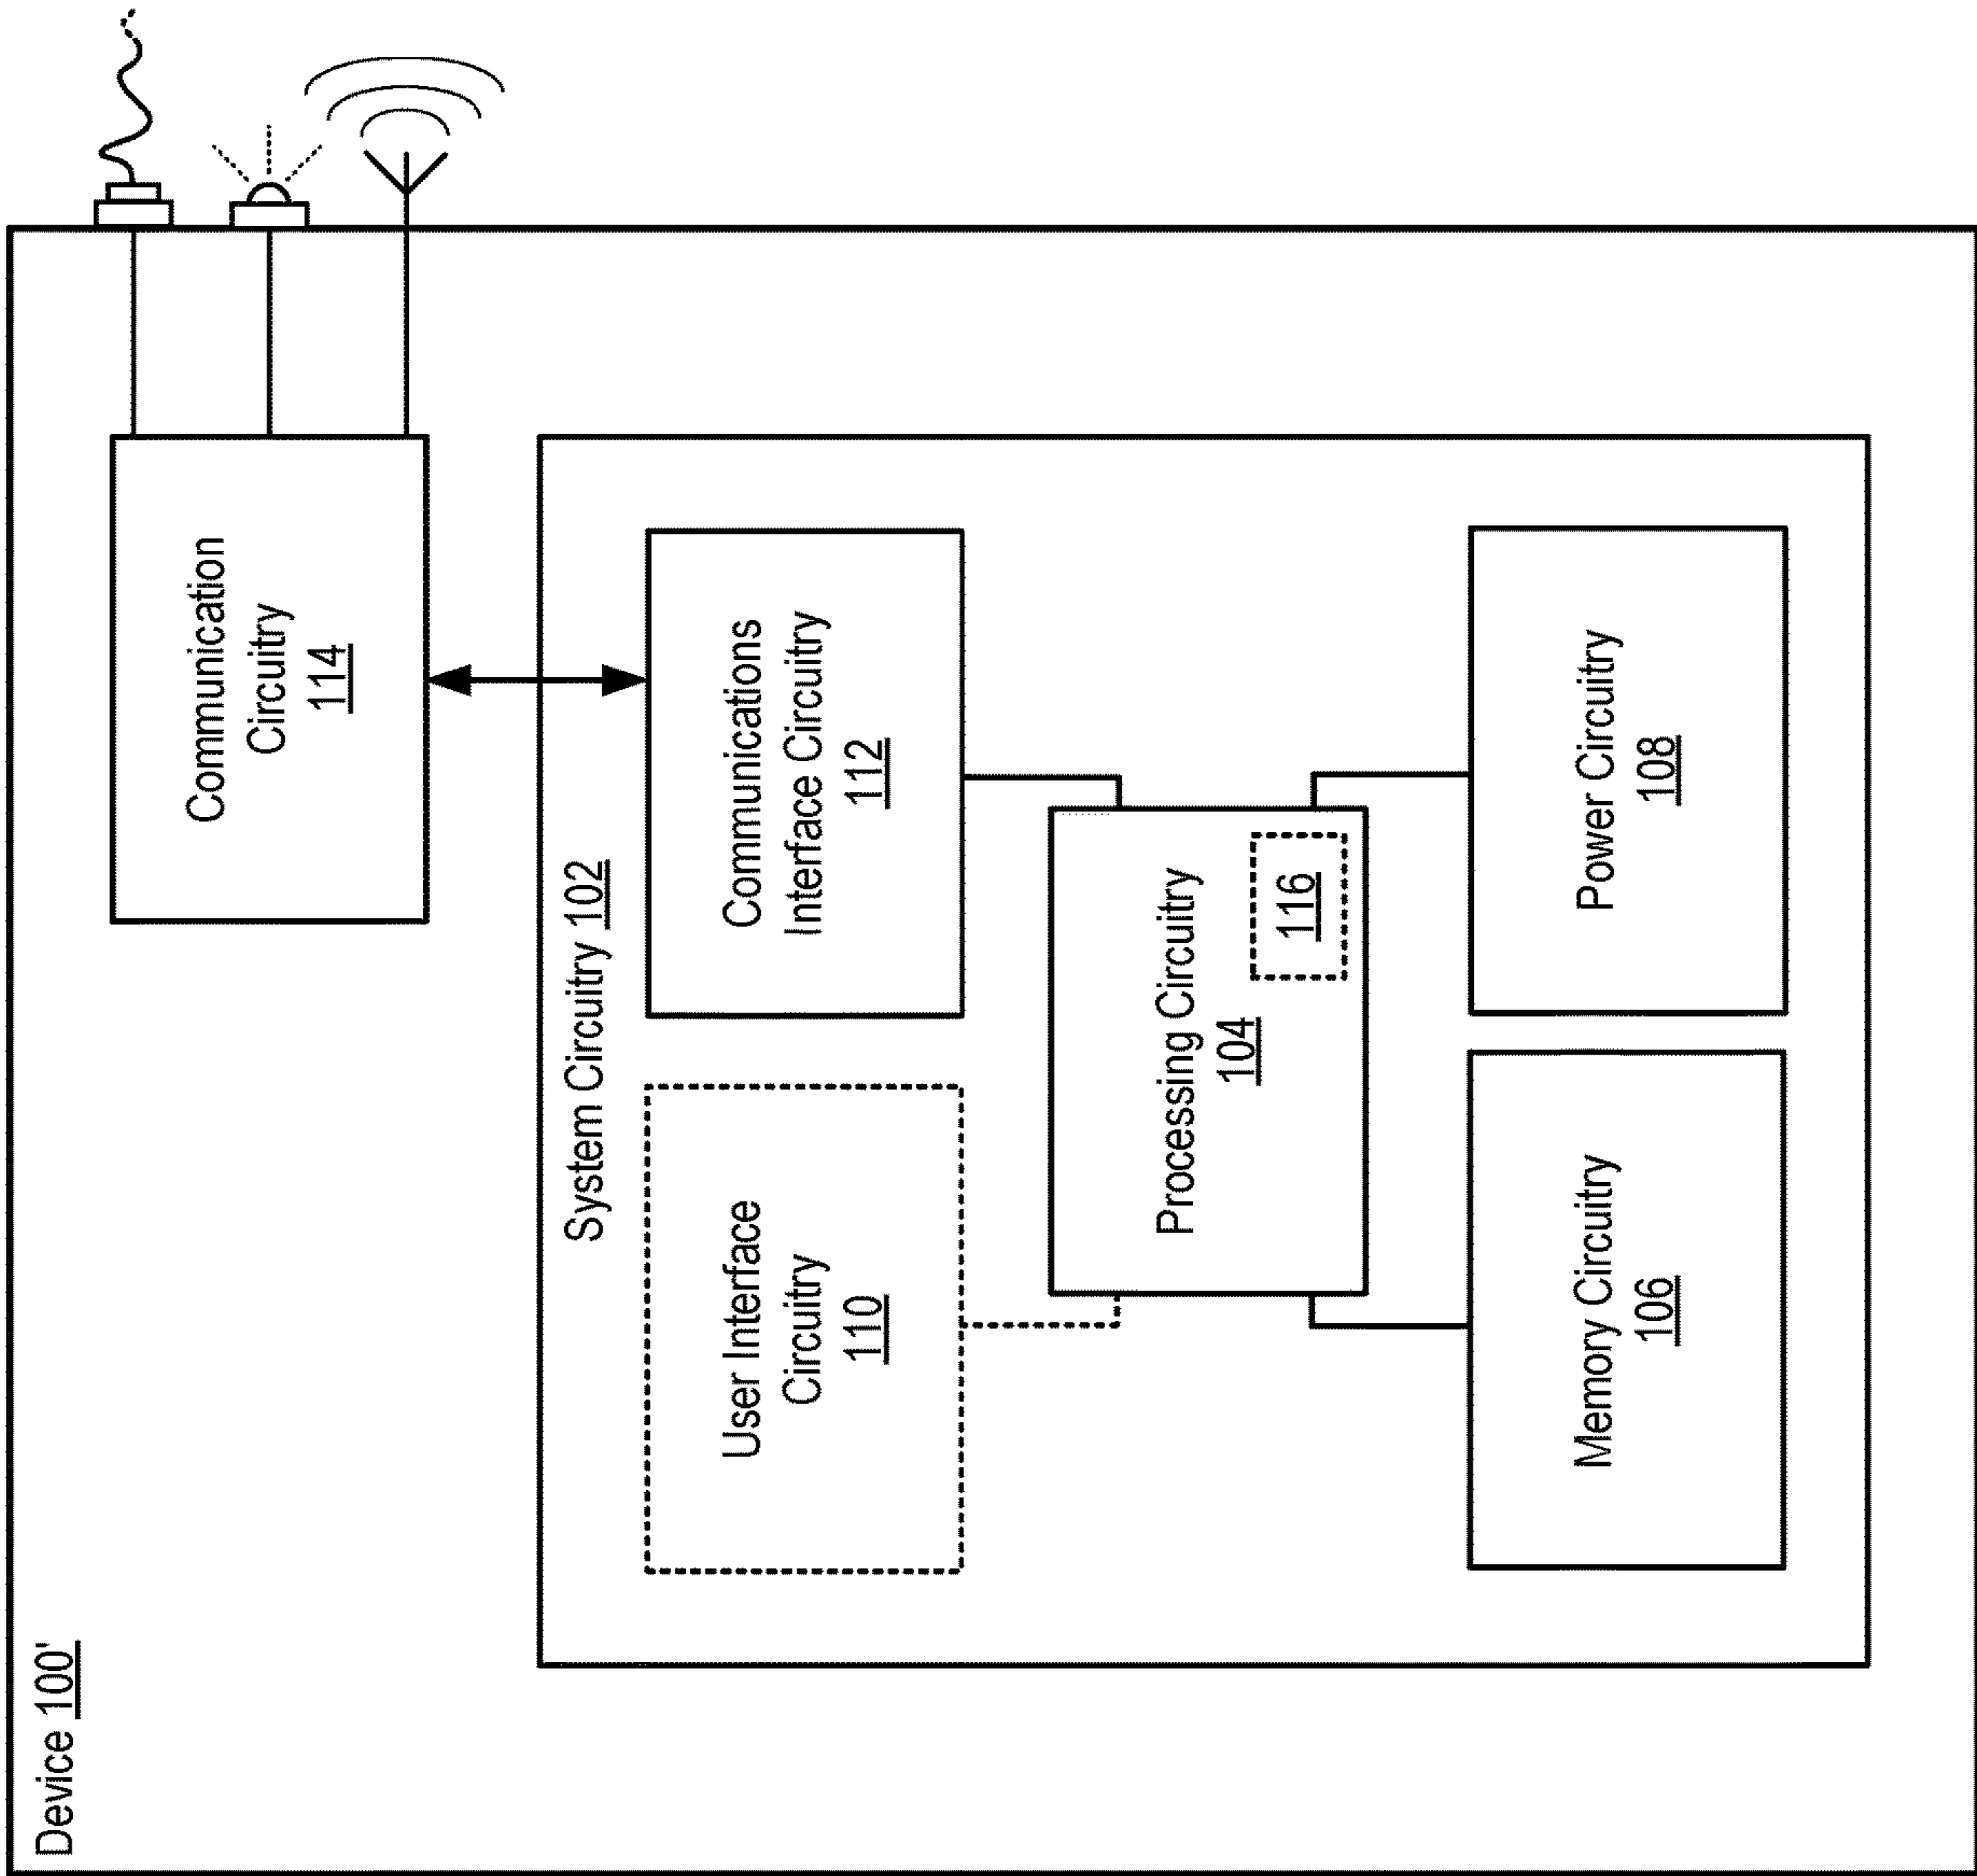 Device 100'
Communication
Circuitry
114
System Circuitry 102
User Interface
Circuitry
110
Communications
Interface Circuitry
112
Processing Circuitry
104
116
Memory Circuitry
106
Power Circuitry
108